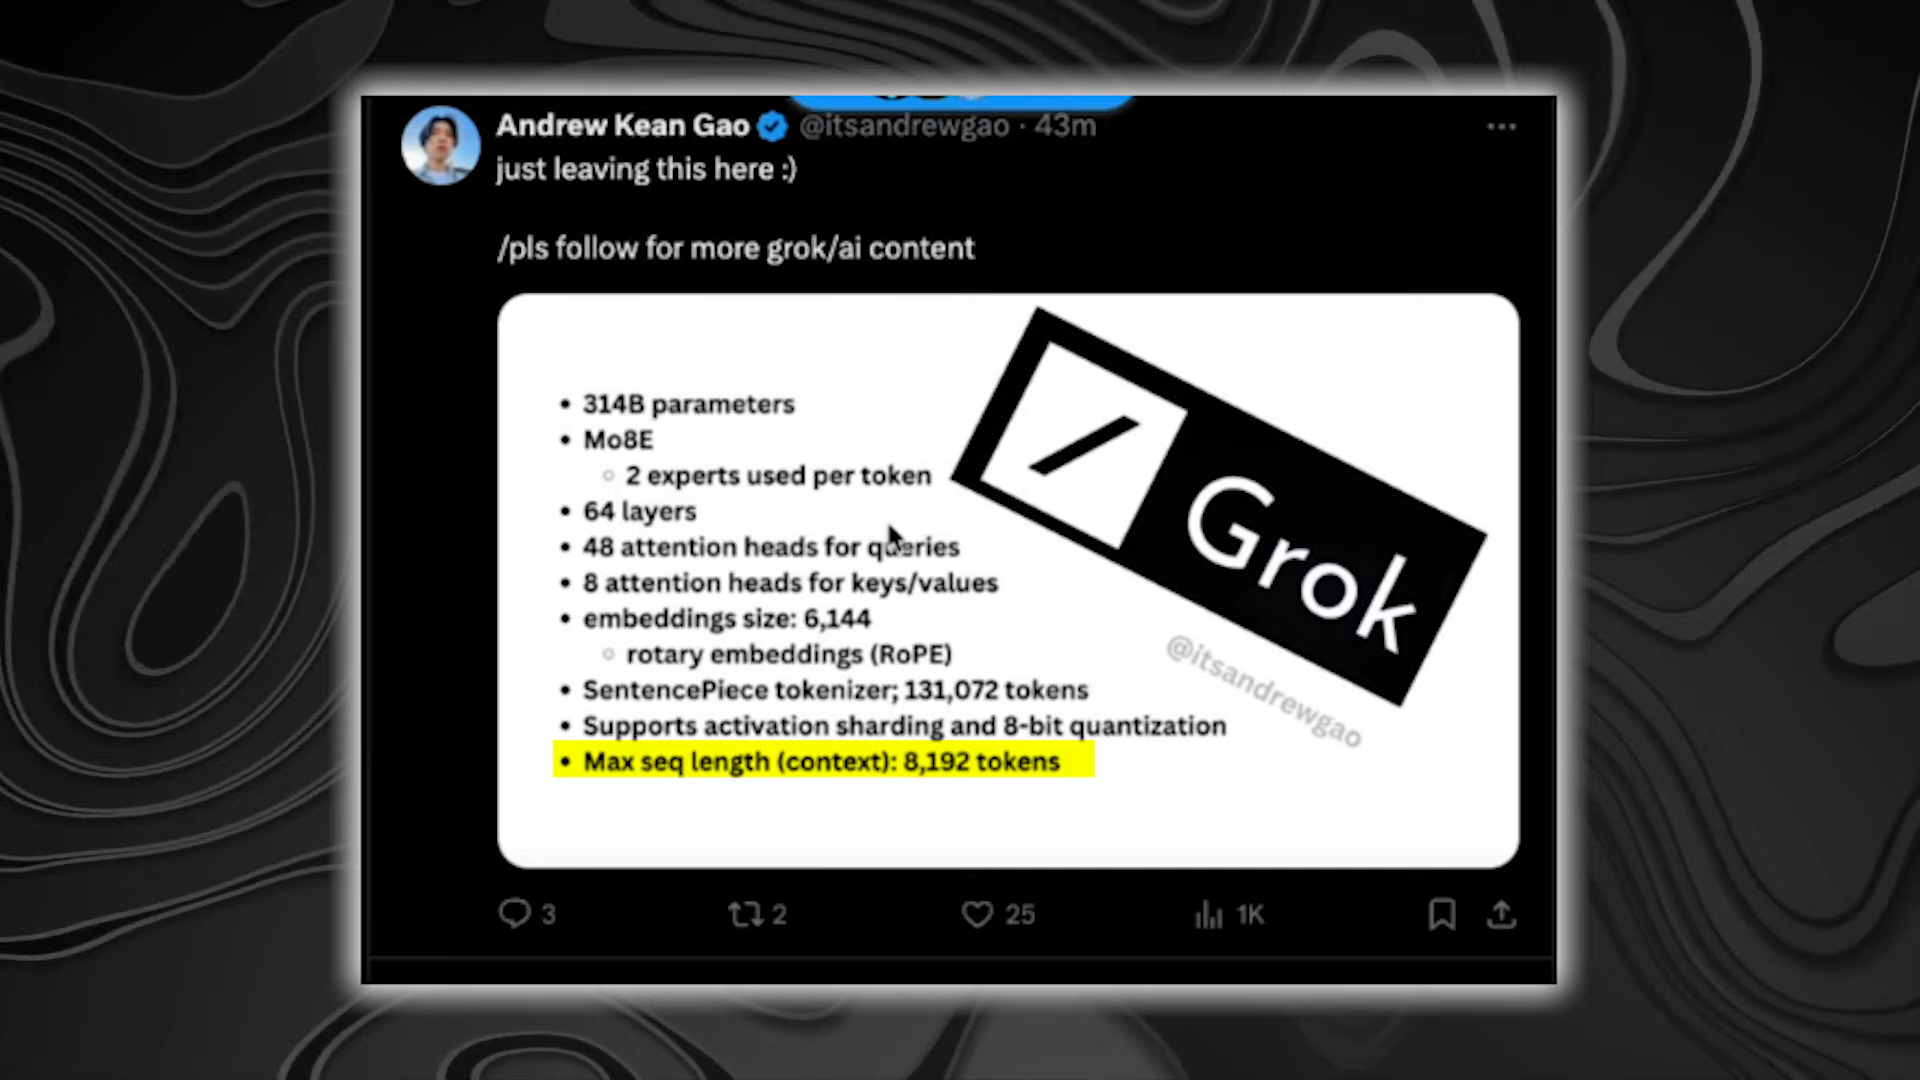 Andrew Kean Gao @itsandrewgao · 43m
just leaving this here :)
/pls follow for more grok/ai content
• 314B parameters
• Mo8E
◦ 2 experts used per token
• 64 layers
• 48 attention heads for queries
• 8 attention heads for keys/values
• embeddings size: 6,144
◦ rotary embeddings (RoPE)
• SentencePiece tokenizer; 131,072 tokens
• Supports activation sharding and 8-bit quantization
• Max seq length (context): 8,192 tokens
Grok
@itsandrewgao
3 2 25 1K